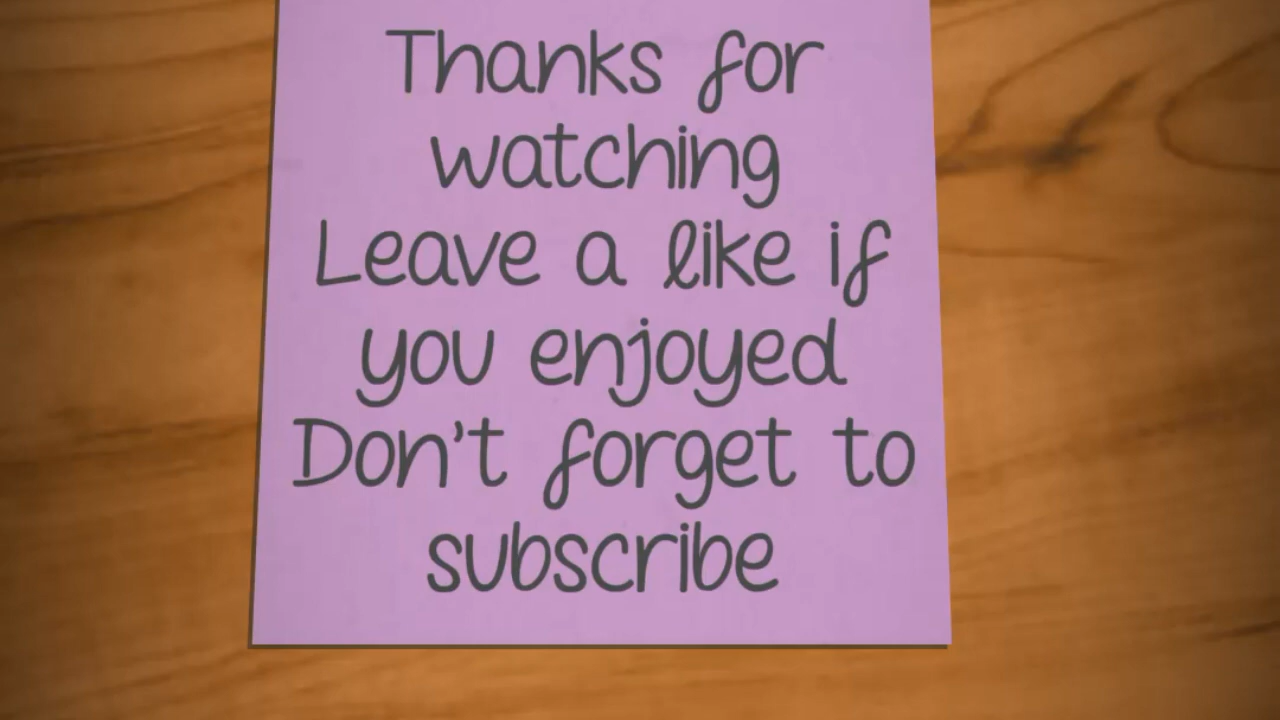 Thanks for
watching
Leave a like if
you enjoyed
Don't forget to
subscribe